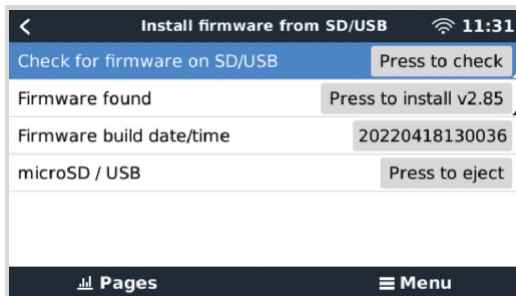 Install firmware from SD/USB 11:31
Check for firmware on SD/USB Press to check
Firmware found Press to install v2.85
Firmware build date/time 20220418130036
microSD / USB Press to eject
Pages Menu